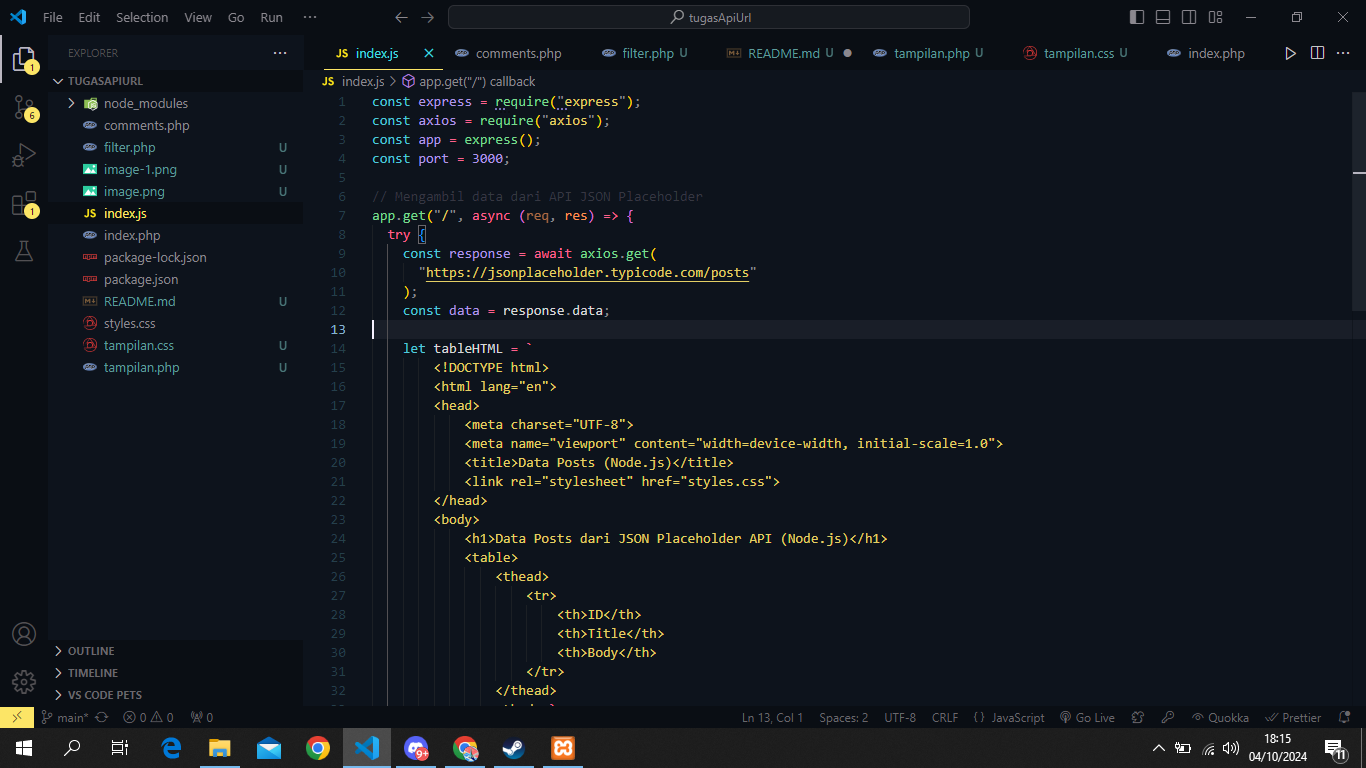 File Edit Selection View Go Run ···
tugasApiUrl
EXPLORER
TUGASAPIURL
node_modules
comments.php
filter.php U
image-1.png U
image.png U
JS index.js
index.php
package-lock.json
package.json
README.md U
styles.css
tampilan.css U
tampilan.php U
OUTLINE
TIMELINE
VS CODE PETS
1
6
1
JS index.js
comments.php
filter.php U
README.md U
tampilan.php U
tampilan.css U
index.php
JS index.js > app.get("/") callback
1 const express = require("express");
2 const axios = require("axios");
3 const app = express();
4 const port = 3000;
5
6 // Mengambil data dari API JSON Placeholder
7 app.get("/", async (req, res) => {
8 try {
9 const response = await axios.get(
10 "https://jsonplaceholder.typicode.com/posts"
11 );
12 const data = response.data;
13
14 let tableHTML = `
15 <!DOCTYPE html>
16 <html lang="en">
17 <head>
18 <meta charset="UTF-8">
19 <meta name="viewport" content="width=device-width, initial-scale=1.0">
20 <title>Data Posts (Node.js)</title>
21 <link rel="stylesheet" href="styles.css">
22 </head>
23 <body>
24 <h1>Data Posts dari JSON Placeholder API (Node.js)</h1>
25 <table>
26 <thead>
27 <tr>
28 <th>ID</th>
29 <th>Title</th>
30 <th>Body</th>
31 </tr>
32 </thead>
main* 0 0 0
Ln 13, Col 1 Spaces: 2 UTF-8 CRLF {} JavaScript Go Live Quokka Prettier
9+
18:15
04/10/2024
11